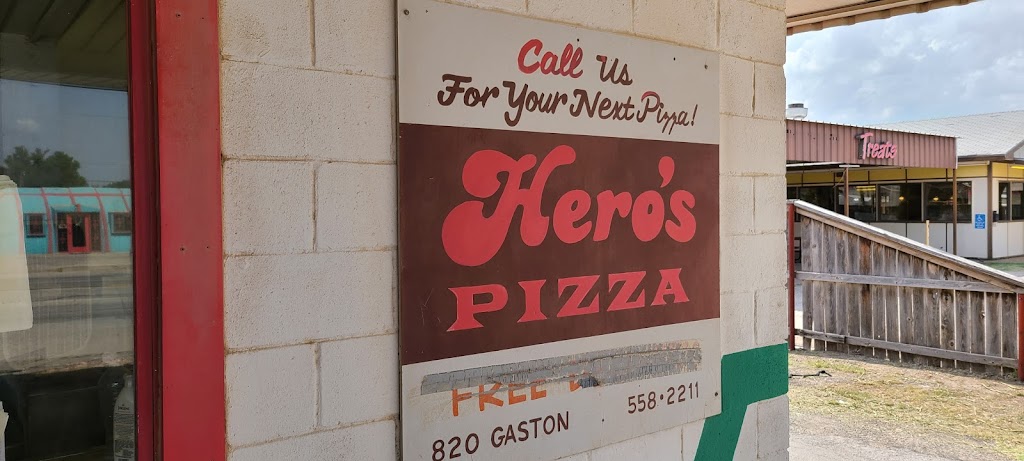 Call Us
For Your Next Pizza!
Hero's
PIZZA
FREE
820 GASTON
558•2211
Treats